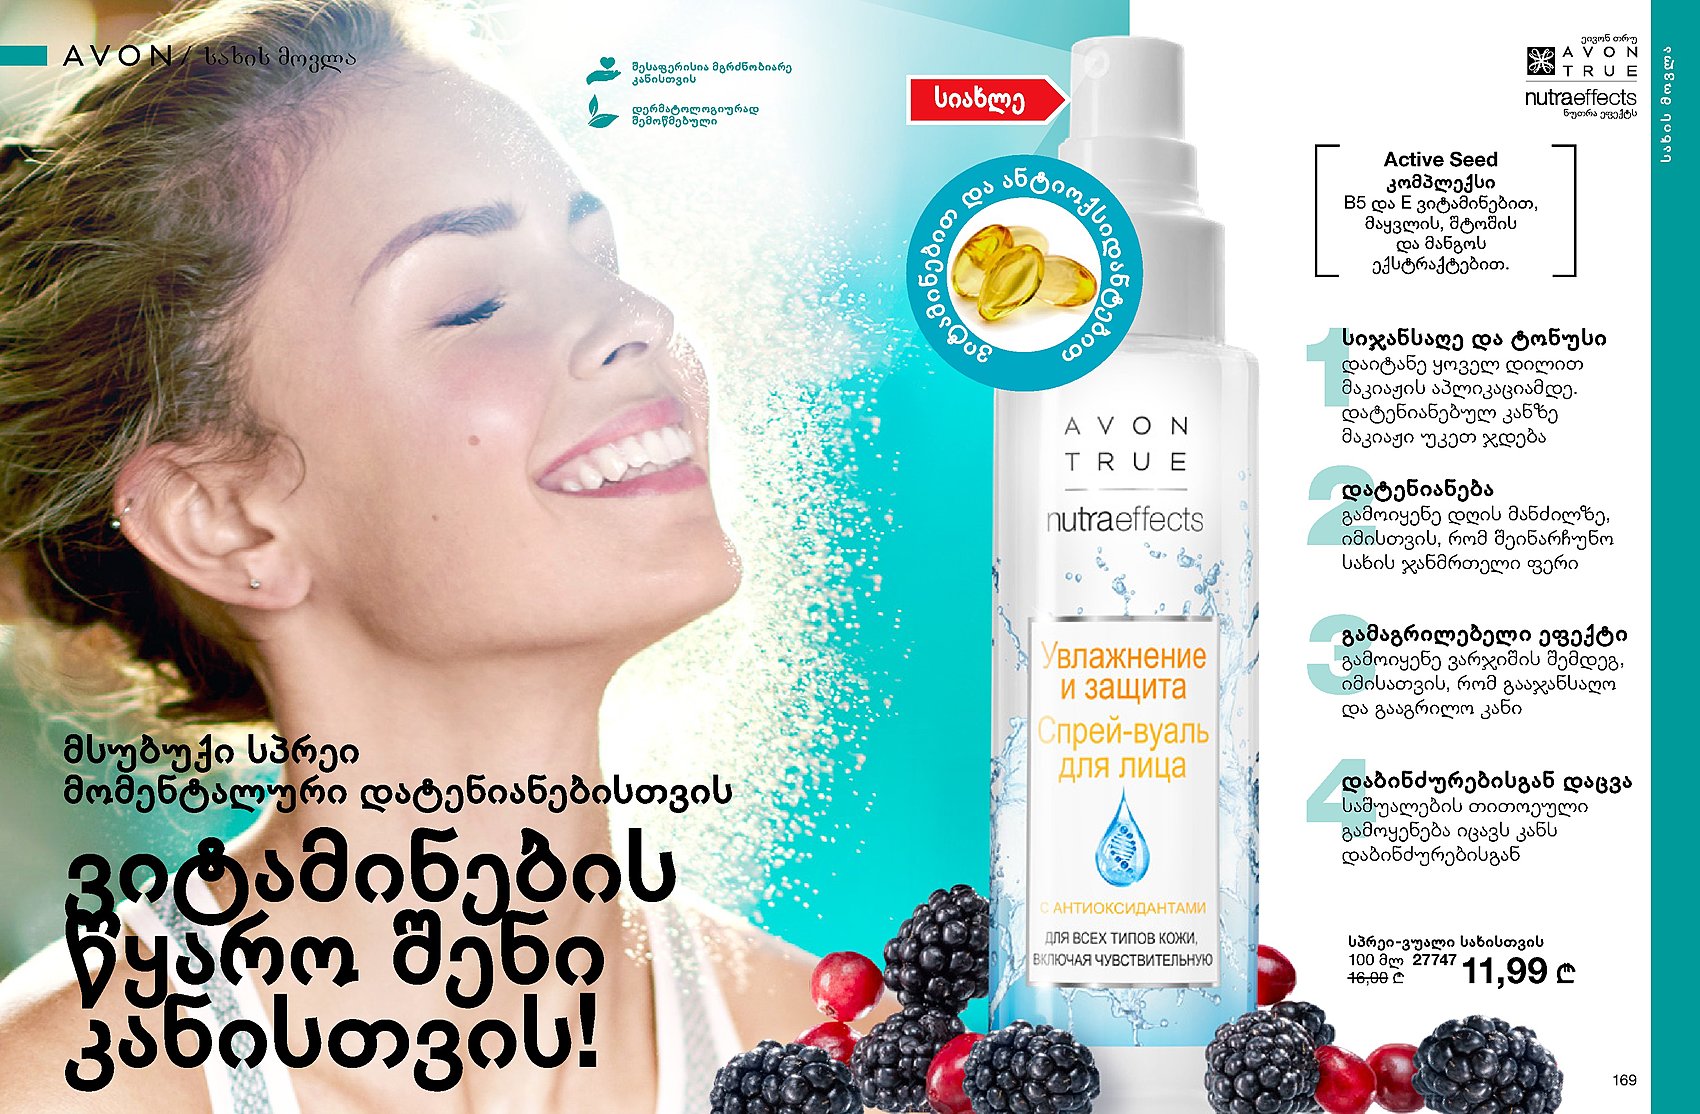 AVON/ სახის მოვლა
შესაფერისია მგრძნობიარე
კანისთვის
დერმატოლოგიურად
შემოწმებული
მსუბუქი სპრეი
მომენტალური დატენიანებისთვის
ვიტამინების
წყარო შენი
კანისთვის!
სიახლე
ვიტამინებით და ანტიოქსიდანტებით
AVON
TRUE
nutraeffects
Увлажнение
и защита
Спрей-вуаль
для лица
С АНТИОКСИДАНТАМИ
ДЛЯ ВСЕХ ТИПОВ КОЖИ,
ВКЛЮЧАЯ ЧУВСТВИТЕЛЬНУЮ
ეივონ თრუ
AVON
TRUE
nutraeffects
ნუთრა ეფექტს
სახის მოვლა
Active Seed
კომპლექსი
B5 და E ვიტამინებით,
მაყვლის, შტოშის
და მანგოს
ექსტრაქტებით.
1
სიჯანსაღე და ტონუსი
დაიტანე ყოველ დილით
მაკიაჟის აპლიკაციამდე.
დატენიანებულ კანზე
მაკიაჟი უკეთ ჯდება
2
დატენიანება
გამოიყენე დღის მანძილზე,
იმისთვის, რომ შეინარჩუნო
სახის ჯანმრთელი ფერი
3
გამაგრილებელი ეფექტი
გამოიყენე ვარჯიშის შემდეგ,
იმისათვის, რომ გააჯანსაღო
და გააგრილო კანი
4
დაბინძურებისგან დაცვა
საშუალების თითოეული
გამოყენება იცავს კანს
დაბინძურებისგან
სპრეი-ვუალი სახისთვის
100 მლ 27747 11,99 ₾
16,00 ₾
169